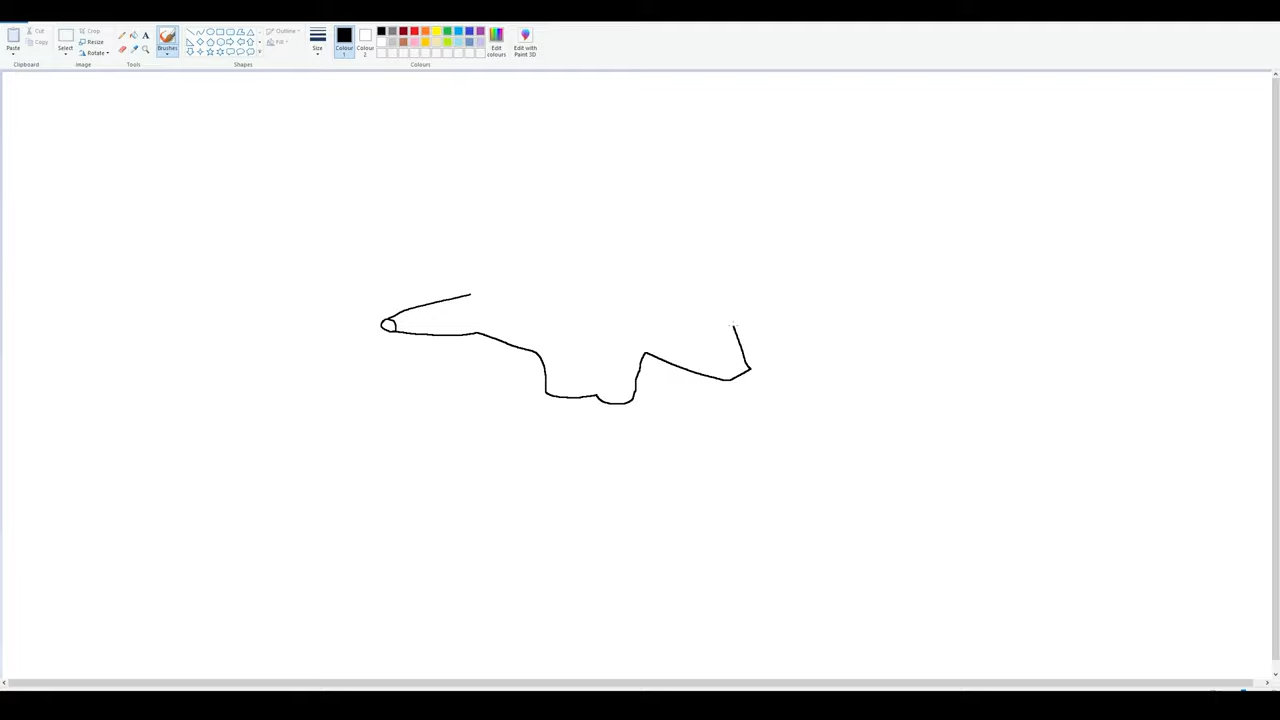 Cut
Copy
Paste
Clipboard
Crop
Resize
Rotate
Select
Image
Tools
Brushes
Outline
Fill
Shapes
Size
Colour 1
Colour 2
Edit colours
Edit with Paint 3D
Colours